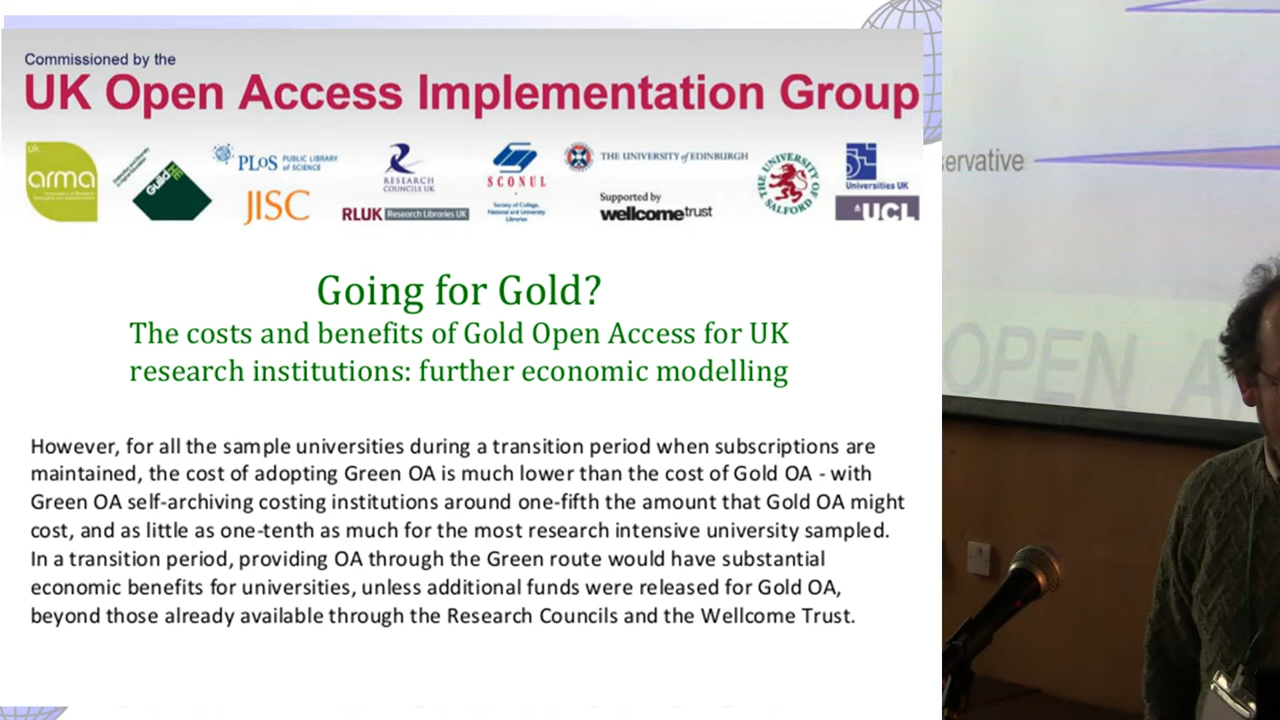 Commissioned by the
UK Open Access Implementation Group
UK
arma
Guild
PLoS PUBLIC LIBRARY
of SCIENCE
JISC
RESEARCH
COUNCILS UK
RLUK Research Libraries UK
SCONUL
Society of College,
National and University
Libraries
THE UNIVERSITY of EDINBURGH
Supported by
wellcometrust
THE UNIVERSITY OF SALFORD
Universities UK
UCL
Going for Gold?
The costs and benefits of Gold Open Access for UK
research institutions: further economic modelling
However, for all the sample universities during a transition period when subscriptions are
maintained, the cost of adopting Green OA is much lower than the cost of Gold OA - with
Green OA self-archiving costing institutions around one-fifth the amount that Gold OA might
cost, and as little as one-tenth as much for the most research intensive university sampled.
In a transition period, providing OA through the Green route would have substantial
economic benefits for universities, unless additional funds were released for Gold OA,
beyond those already available through the Research Councils and the Wellcome Trust.
ervative
OPEN A